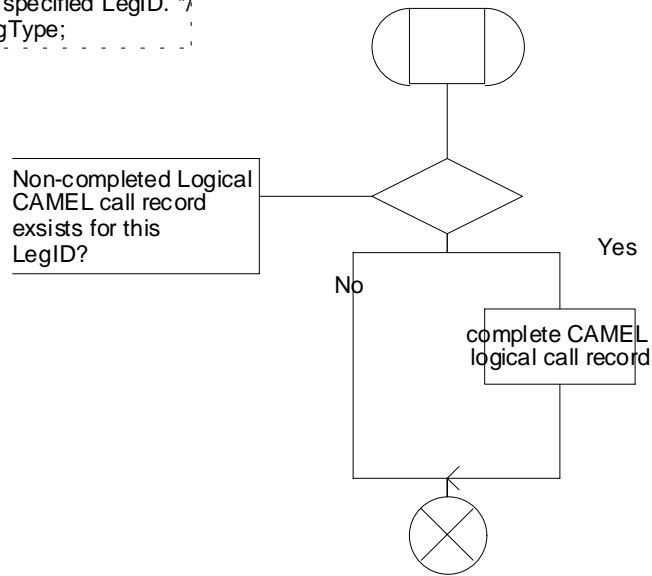 specified LegID. */
gType;
Non-completed Logical
CAMEL call record
exsists for this
LegID?
Yes
No
complete CAMEL
logical call record